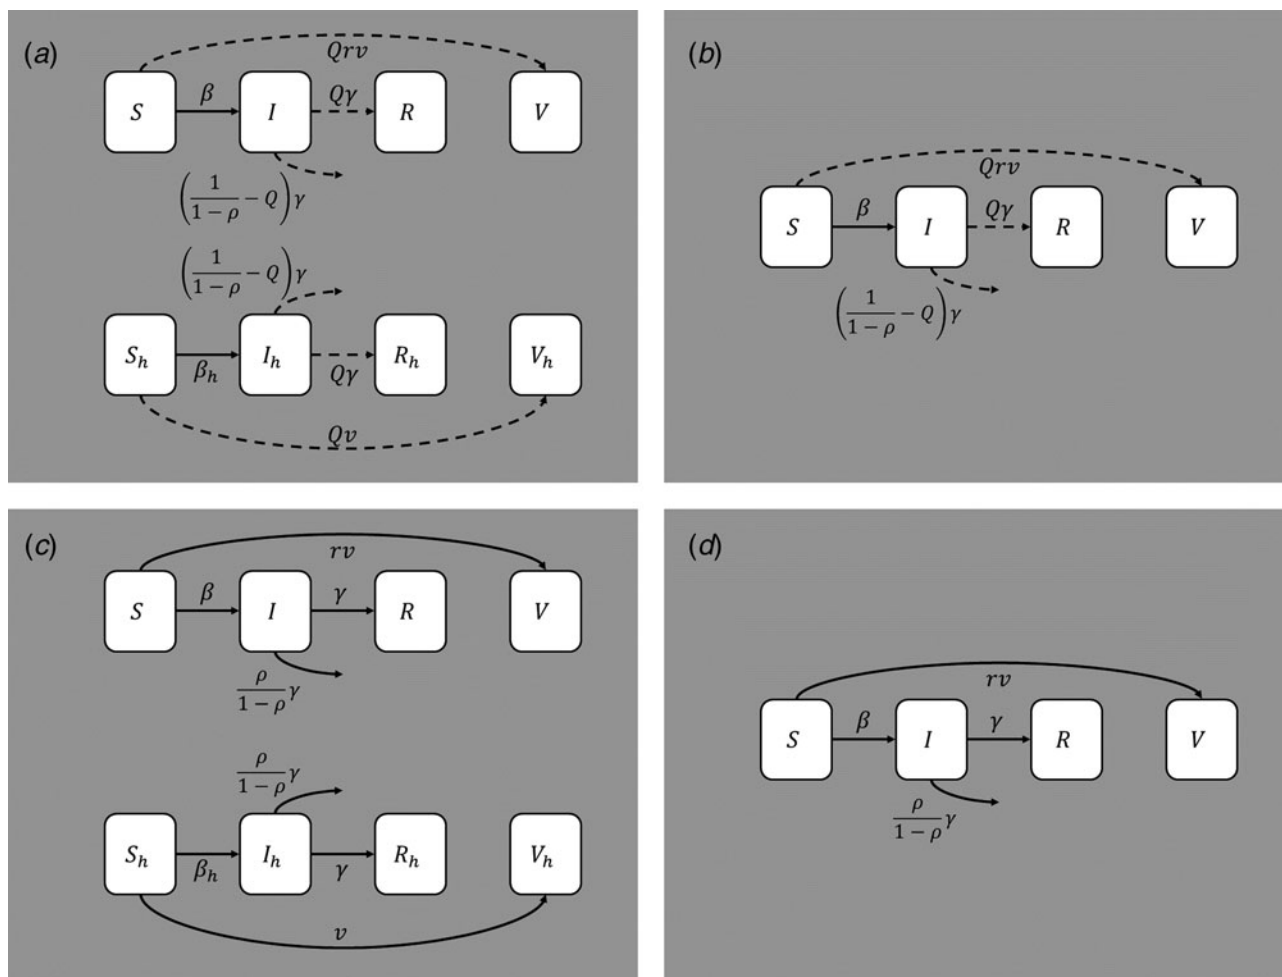 (a)
Qrv
S β I Qγ R V
(1/(1 − ρ) − Q)γ
(1/(1 − ρ) − Q)γ
S_h β_h I_h Qγ R_h V_h
Qv
(b)
Qrv
S β I Qγ R V
(1/(1 − ρ) − Q)γ
(c)
rv
S β I γ R V
ρ/(1 − ρ) γ
ρ/(1 − ρ) γ
S_h β_h I_h γ R_h V_h
v
(d)
rv
S β I γ R V
ρ/(1 − ρ) γ